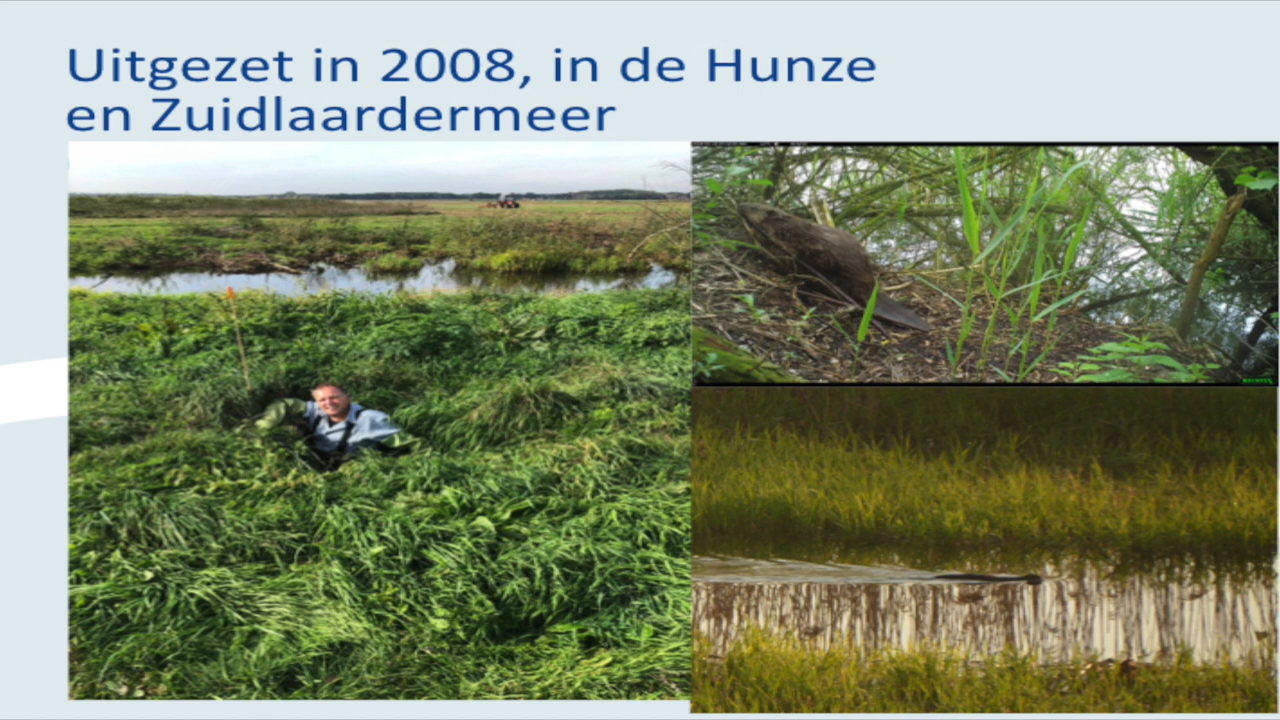 Uitgezet in 2008, in de Hunze
en Zuidlaardermeer